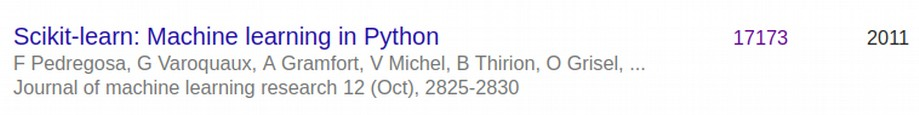 Scikit-learn: Machine learning in Python 17173 2011
F Pedregosa, G Varoquaux, A Gramfort, V Michel, B Thirion, O Grisel, ...
Journal of machine learning research 12 (Oct), 2825-2830